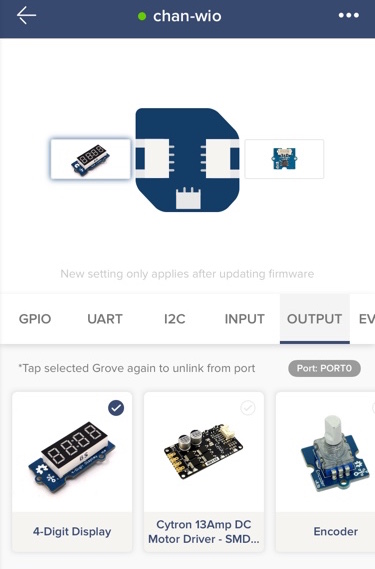 chan-wio
New setting only applies after updating firmware
GPIO UART I2C INPUT OUTPUT EV
*Tap selected Grove again to unlink from port Port: PORT0
4-Digit Display
Cytron 13Amp DC
Motor Driver - SMD...
Encoder